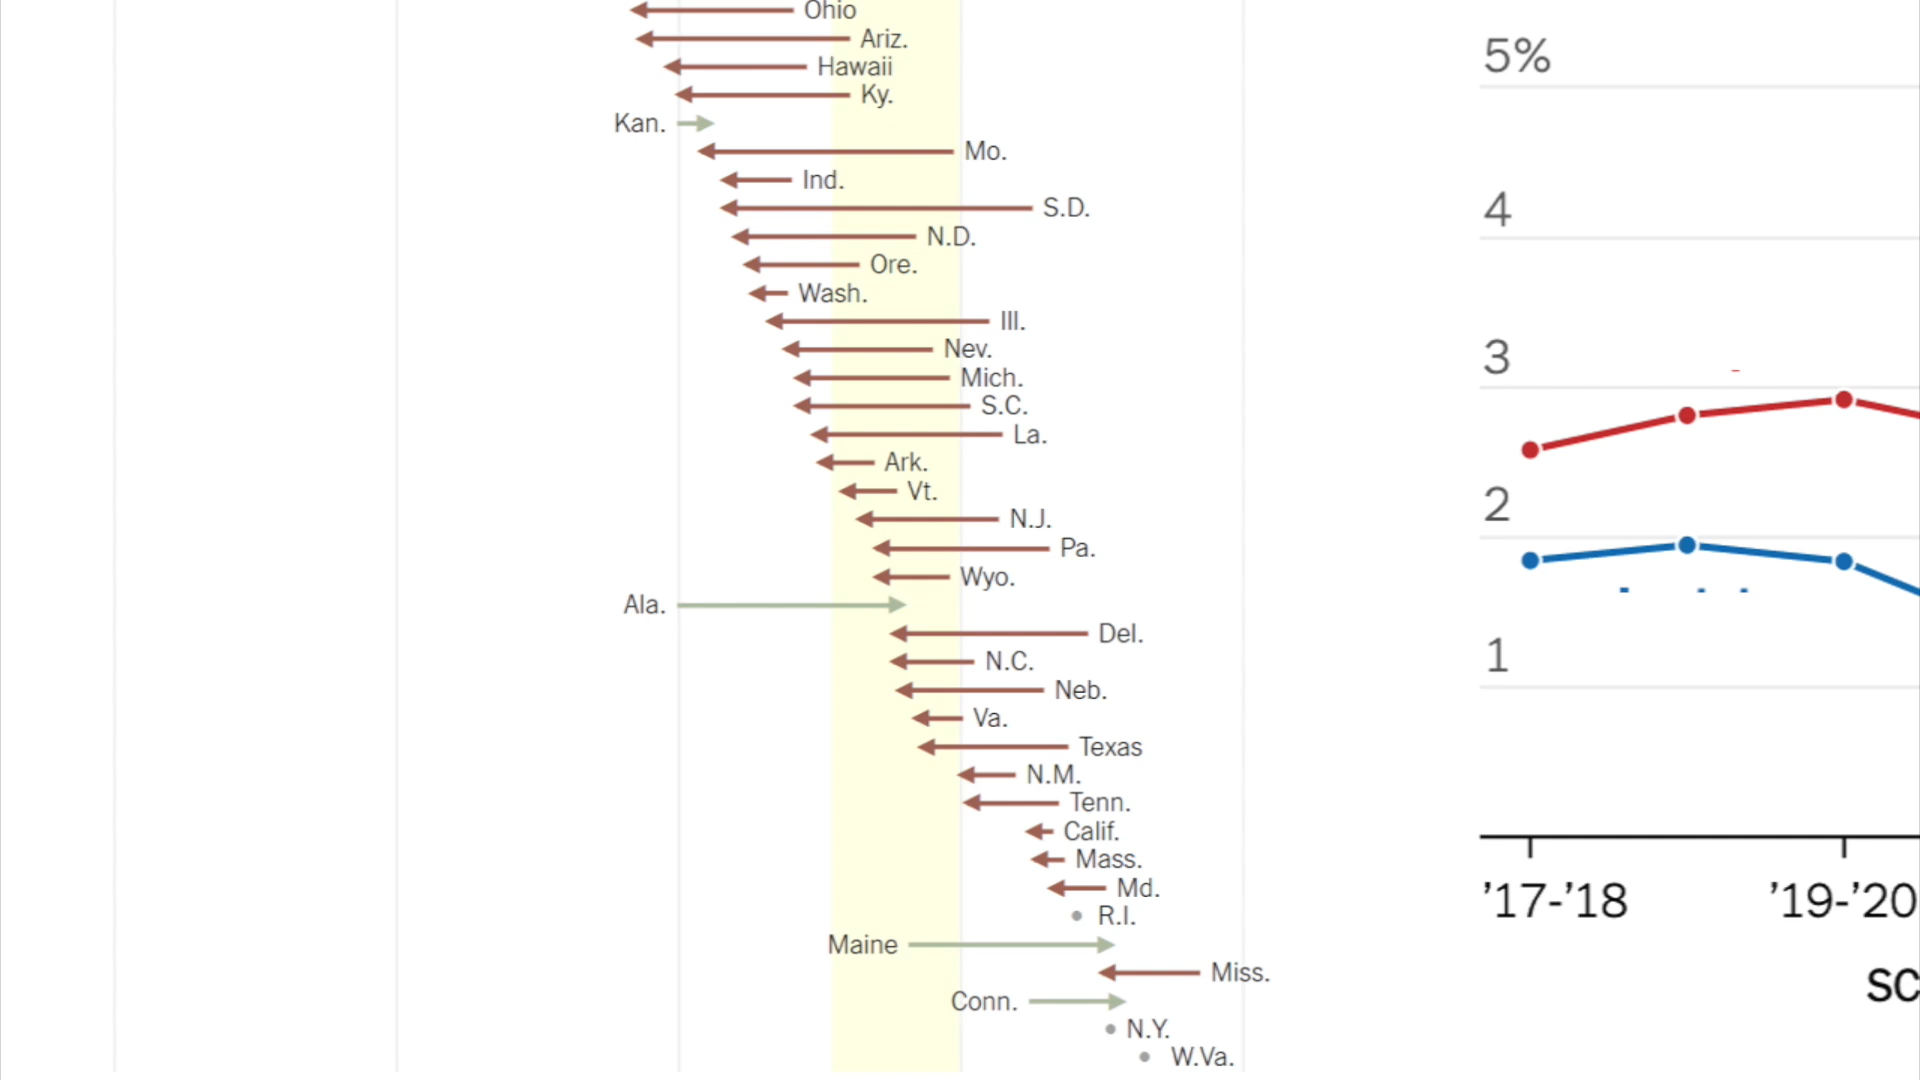 Ohio
Ariz.
Hawaii
Ky.
Kan.
Mo.
Ind.
S.D.
N.D.
Ore.
Wash.
Ill.
Nev.
Mich.
S.C.
La.
Ark.
Vt.
N.J.
Pa.
Wyo.
Ala.
Del.
N.C.
Neb.
Va.
Texas
N.M.
Tenn.
Calif.
Mass.
Md.
R.I.
Maine
Miss.
Conn.
N.Y.
W.Va.
5%
4
3
2
1
’17-’18 ’19-’20
SC